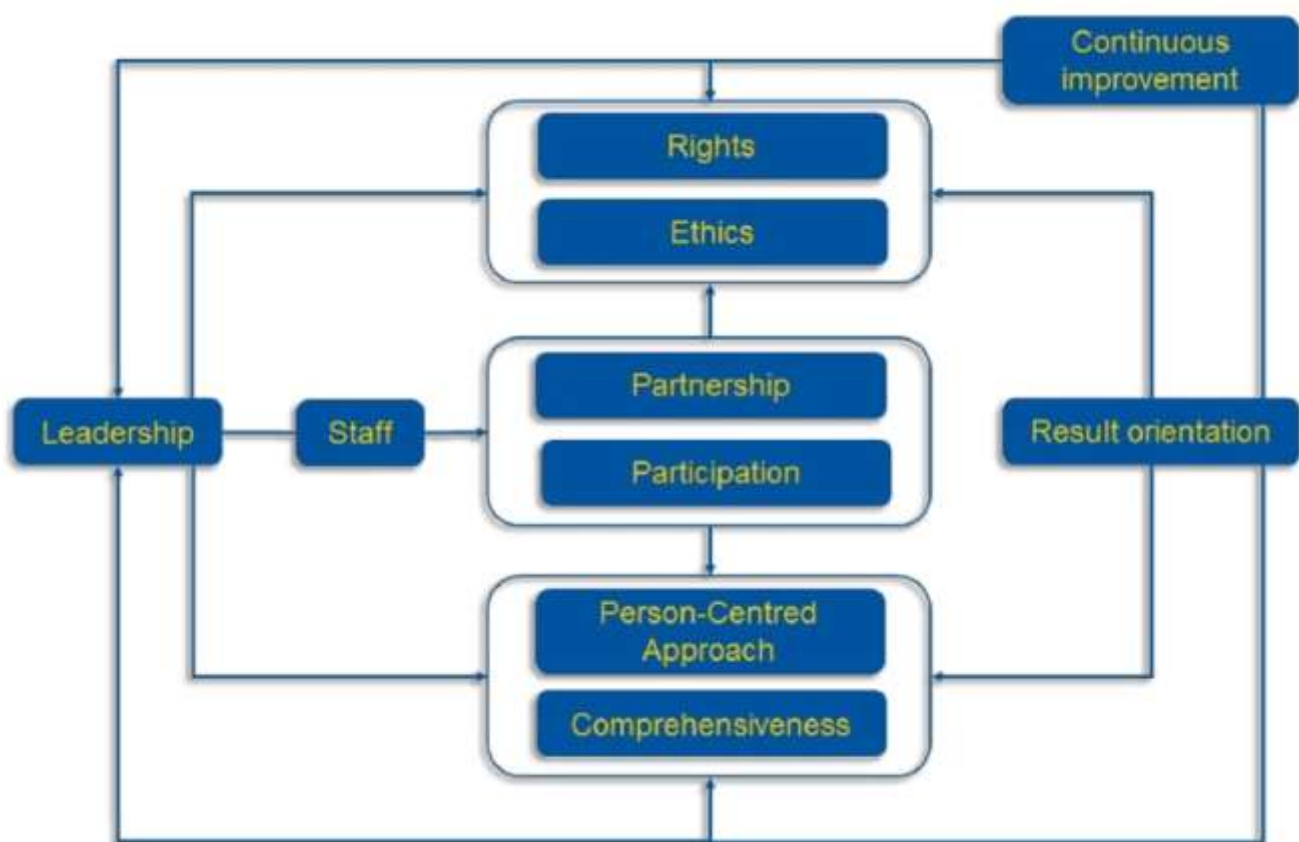 Continuous
improvement
Rights
Ethics
Partnership
Leadership
Staff
Result orientation
Participation
Person-Centred
Approach
Comprehensiveness